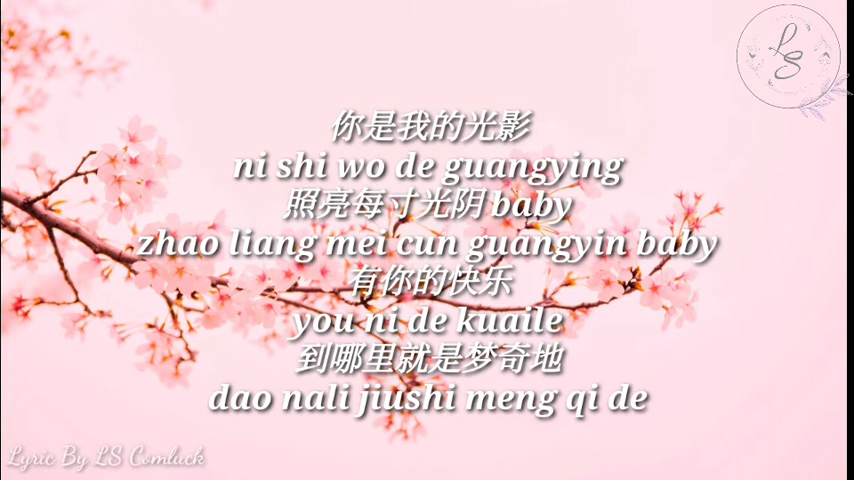 LS
你是我的光影
ni shi wo de guangying
照亮每寸光阴 baby
zhao liang mei cun guangyin baby
有你的快乐
you ni de kuaile
到哪里就是梦奇地
dao nali jiushi meng qi de
Lyric By LS Comluck